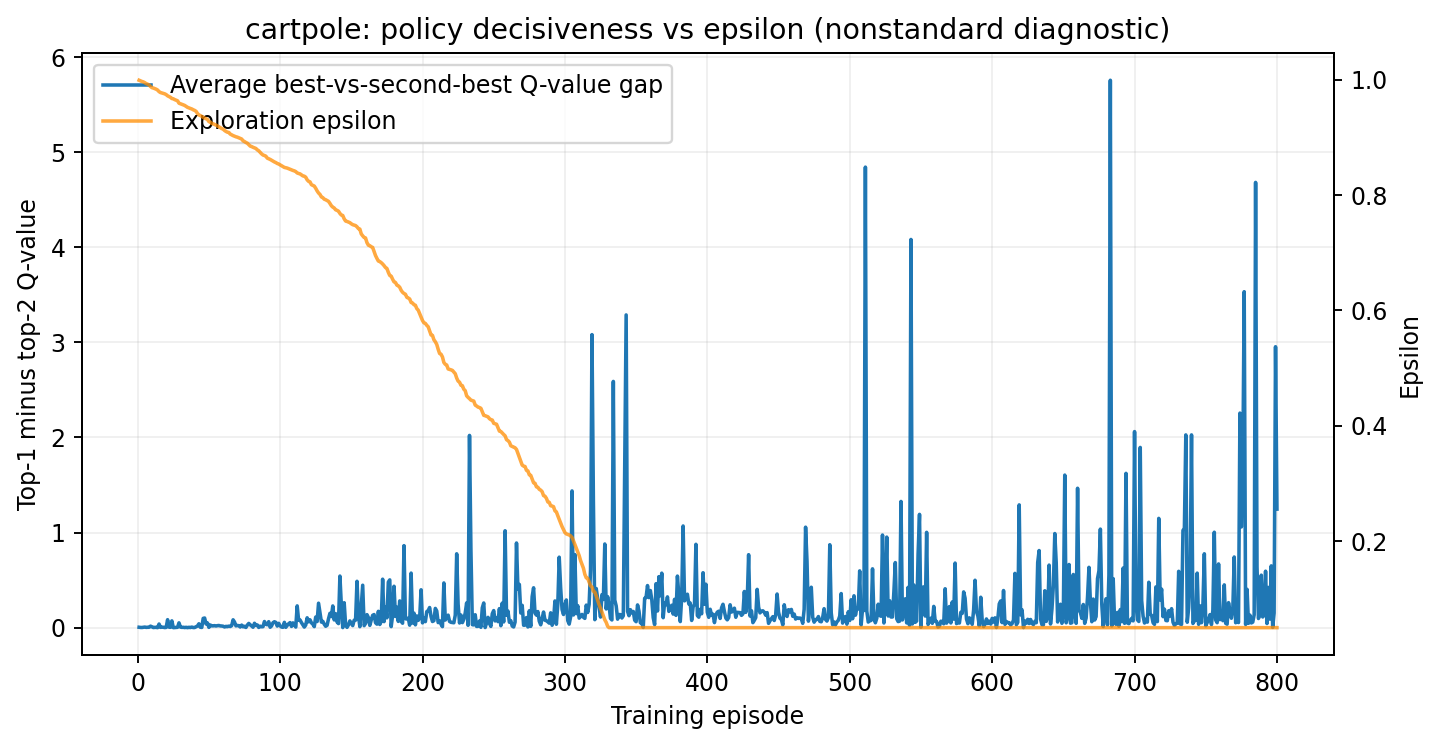 cartpole: policy decisiveness vs epsilon (nonstandard diagnostic)
Average best-vs-second-best Q-value gap
Exploration epsilon
Top-1 minus top-2 Q-value
6
5
4
3
2
1
0
1.0
0.8
0.6
0.4
0.2
Epsilon
0 100 200 300 400 500 600 700 800
Training episode